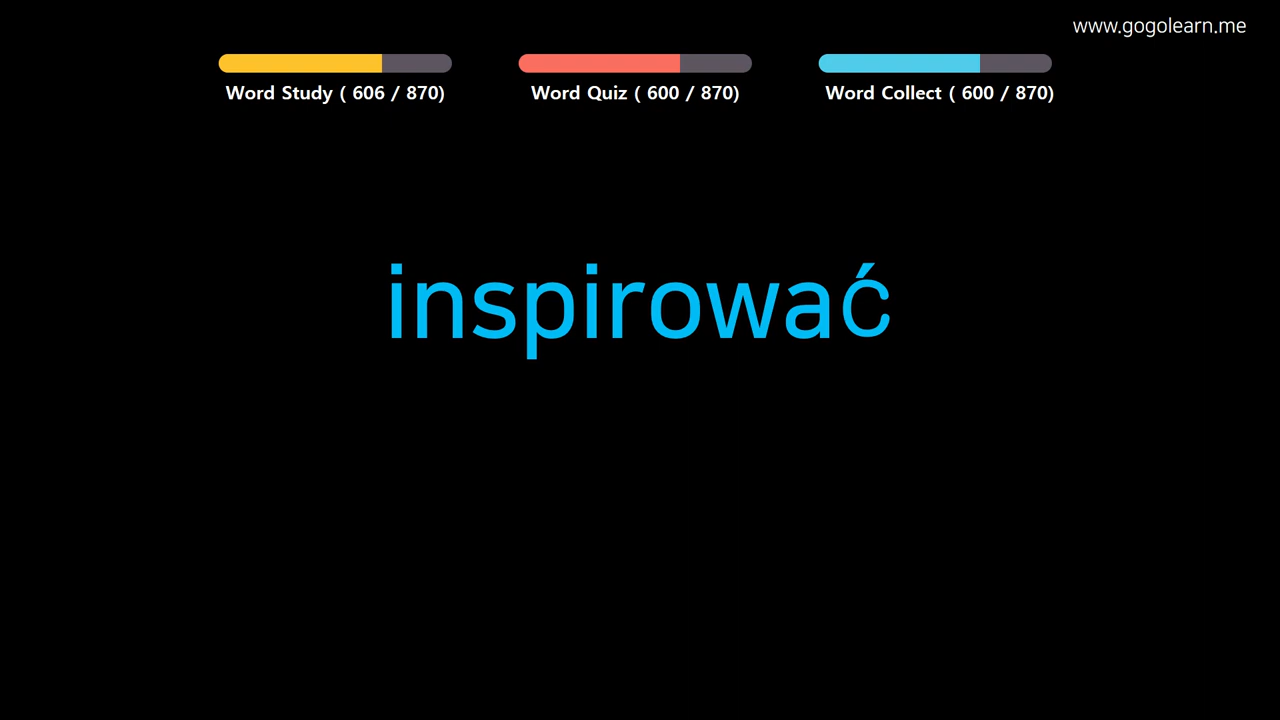 www.gogolearn.me
Word Study ( 606 / 870)
Word Quiz ( 600 / 870)
Word Collect ( 600 / 870)
inspirować